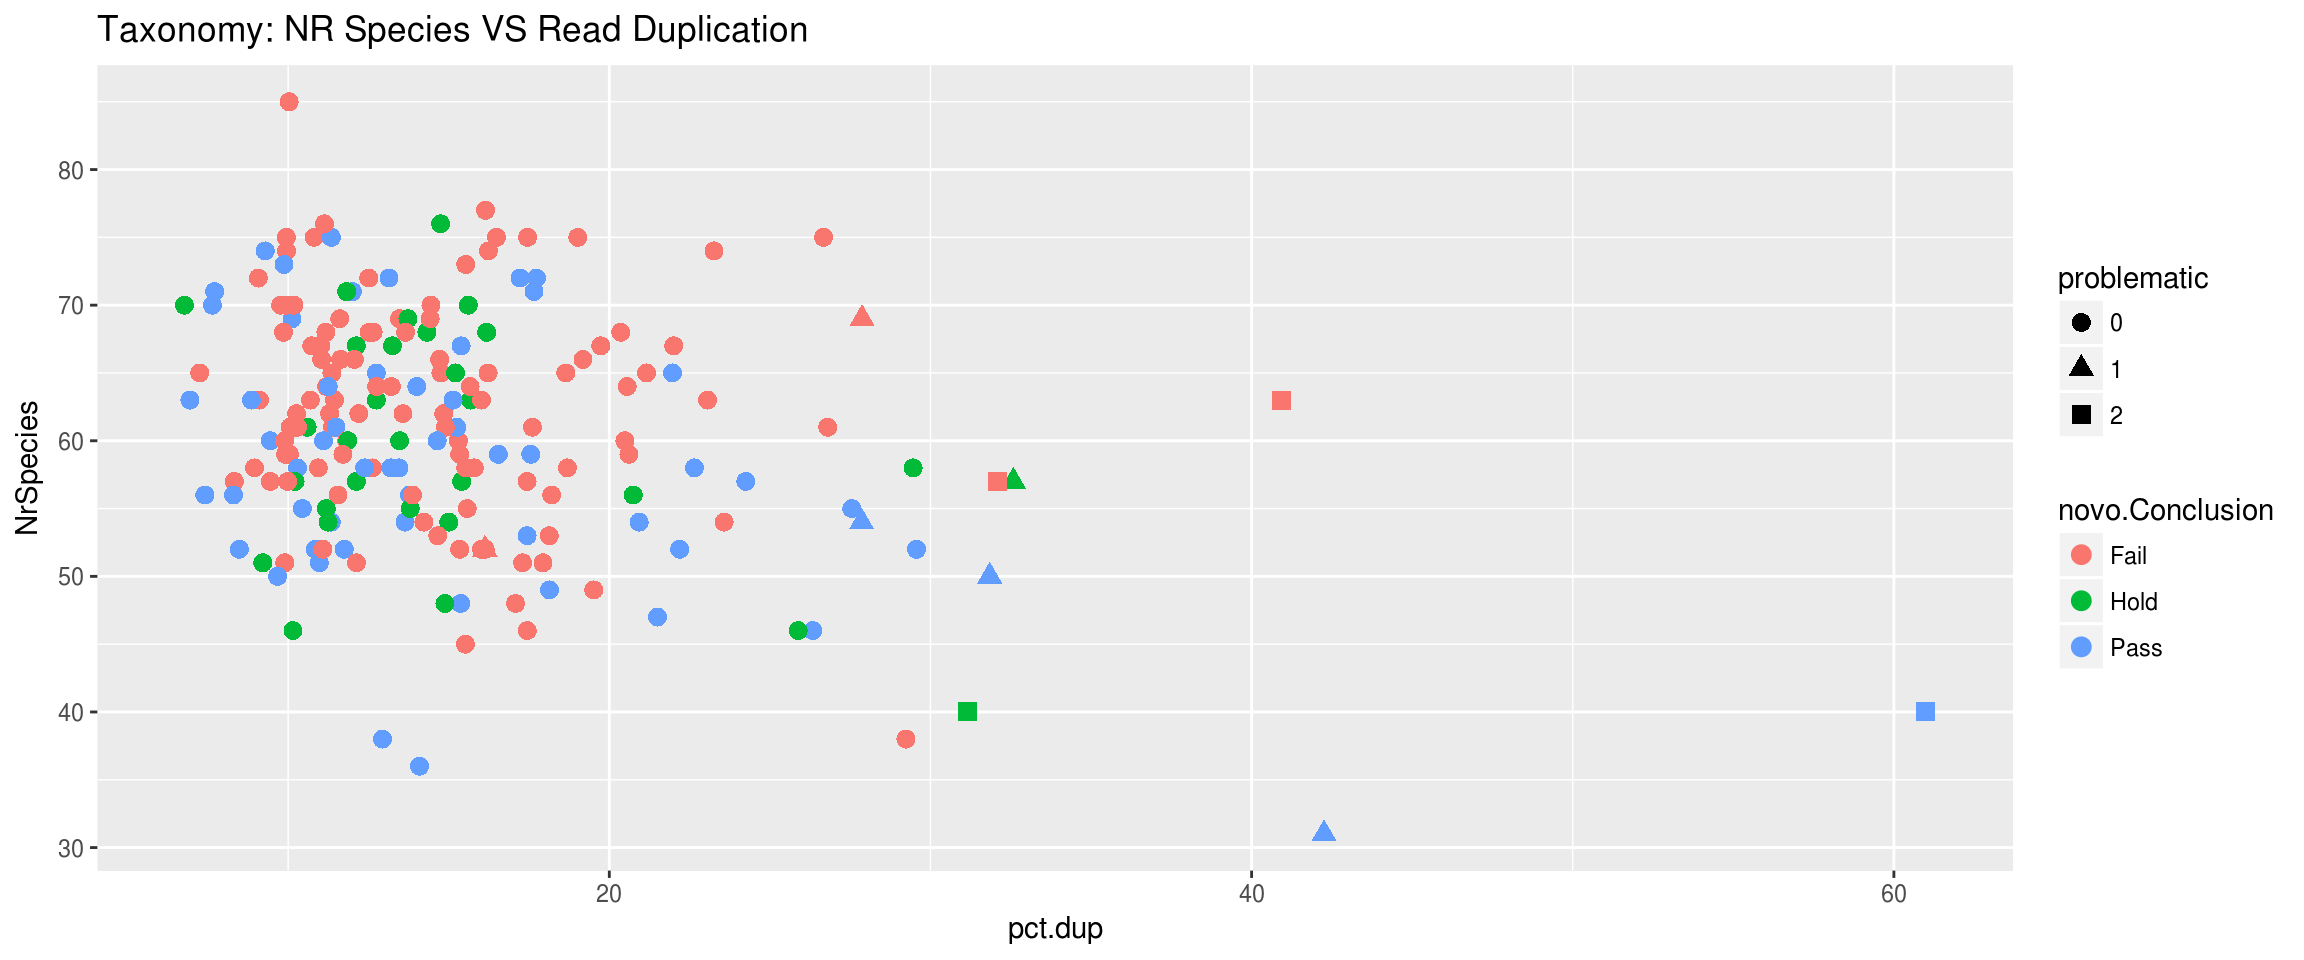 Taxonomy: NR Species VS Read Duplication
NrSpecies
80
70
60
50
40
30
20
40
60
pct.dup
problematic
0
1
2
novo.Conclusion
Fail
Hold
Pass